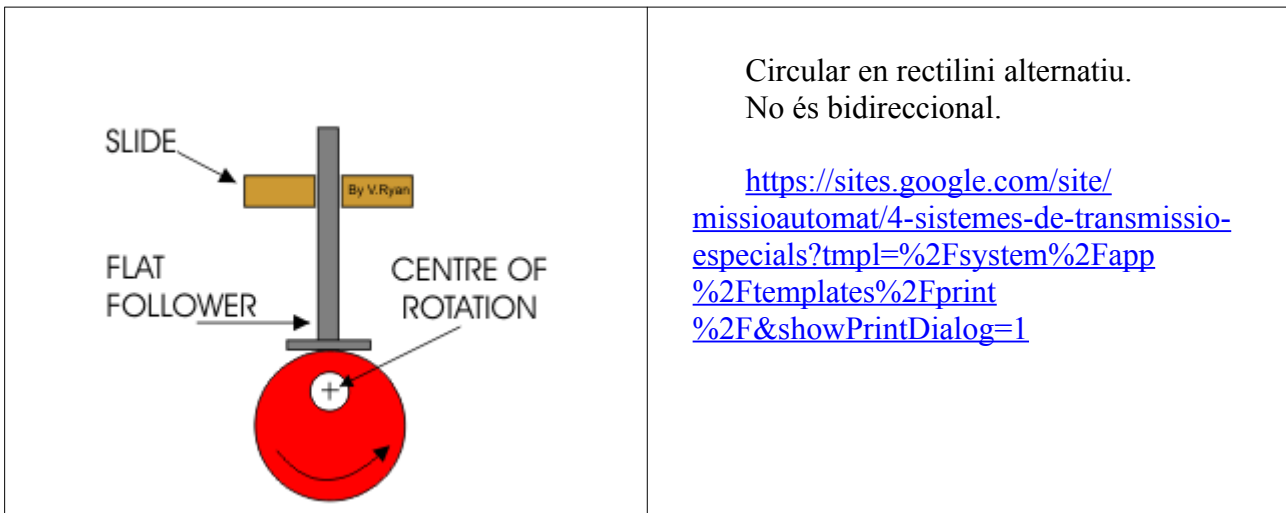 SLIDE
By V.Ryan
FLAT
FOLLOWER
CENTRE OF
ROTATION
Circular en rectilini alternatiu.
No és bidireccional.
https://sites.google.com/site/
missioautomat/4-sistemes-de-transmissio-
especials?tmpl=%2Fsystem%2Fapp
%2Ftemplates%2Fprint
%2F&showPrintDialog=1